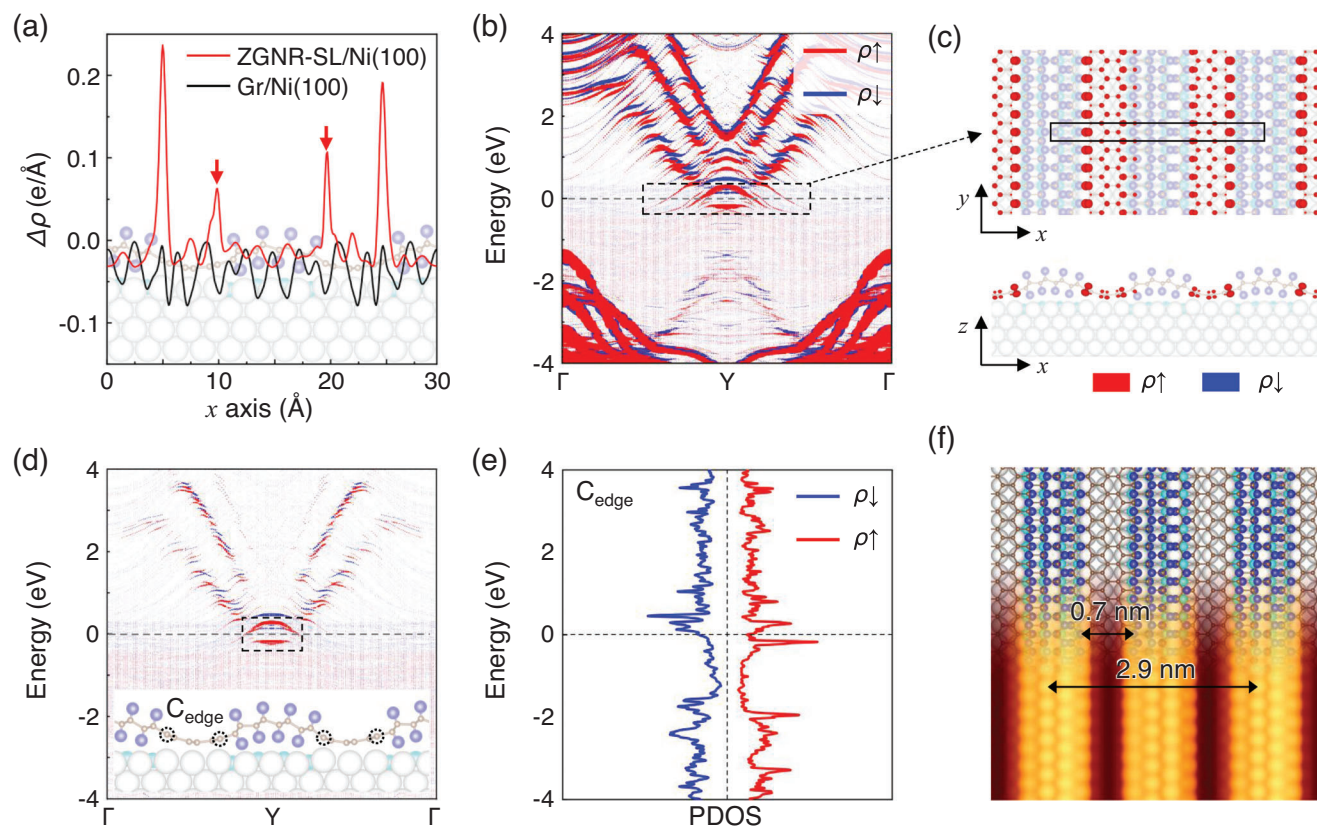 (a)
ZGNR-SL/Ni(100)
Gr/Ni(100)
0.2
0.1
0.0
-0.1
Δρ (e/Å)
0 10 20 30
x axis (Å)
(b)
ρ↑
ρ↓
4
2
0
-2
-4
Energy (eV)
Γ Y Γ
(c)
y
x
z
x
ρ↑ ρ↓
(d)
4
2
0
-2
-4
Energy (eV)
Cedge
Γ Y Γ
(e)
Cedge
ρ↓
ρ↑
4
2
0
-2
-4
Energy (eV)
PDOS
(f)
0.7 nm
2.9 nm